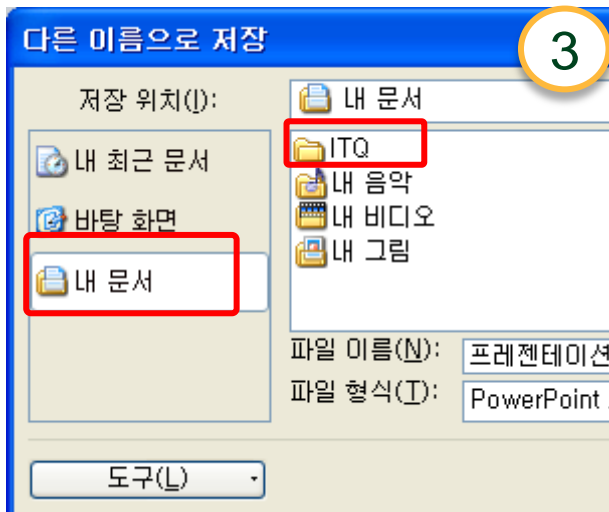 다른 이름으로 저장
3
저장 위치(I):
내 문서
내 최근 문서
바탕 화면
내 문서
ITQ
내 음악
내 비디오
내 그림
파일 이름(N):
프레젠테이션
파일 형식(T):
PowerPoint
도구(L)